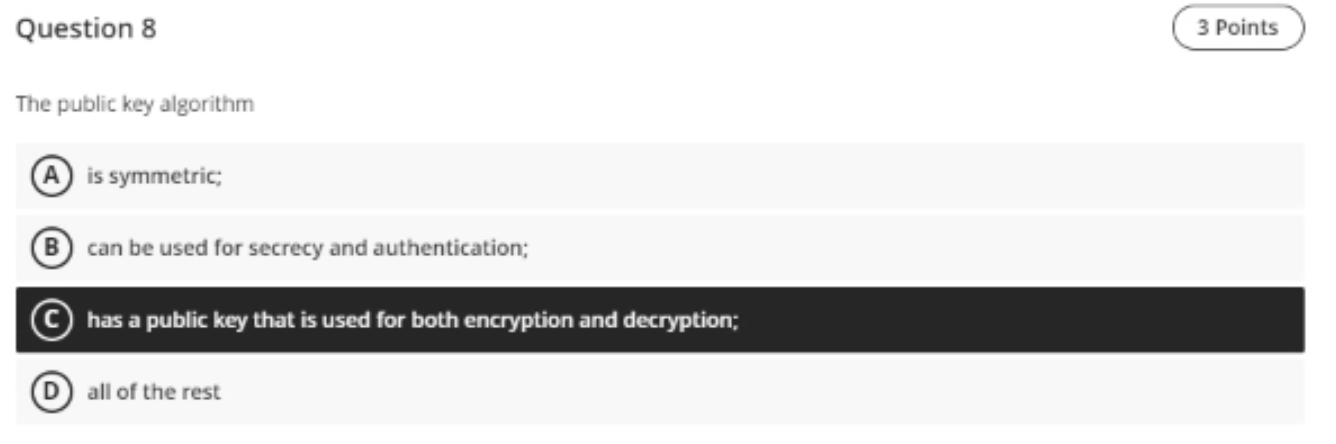 Question 8
3 Points
The public key algorithm
A is symmetric;
B can be used for secrecy and authentication;
C has a public key that is used for both encryption and decryption;
D all of the rest